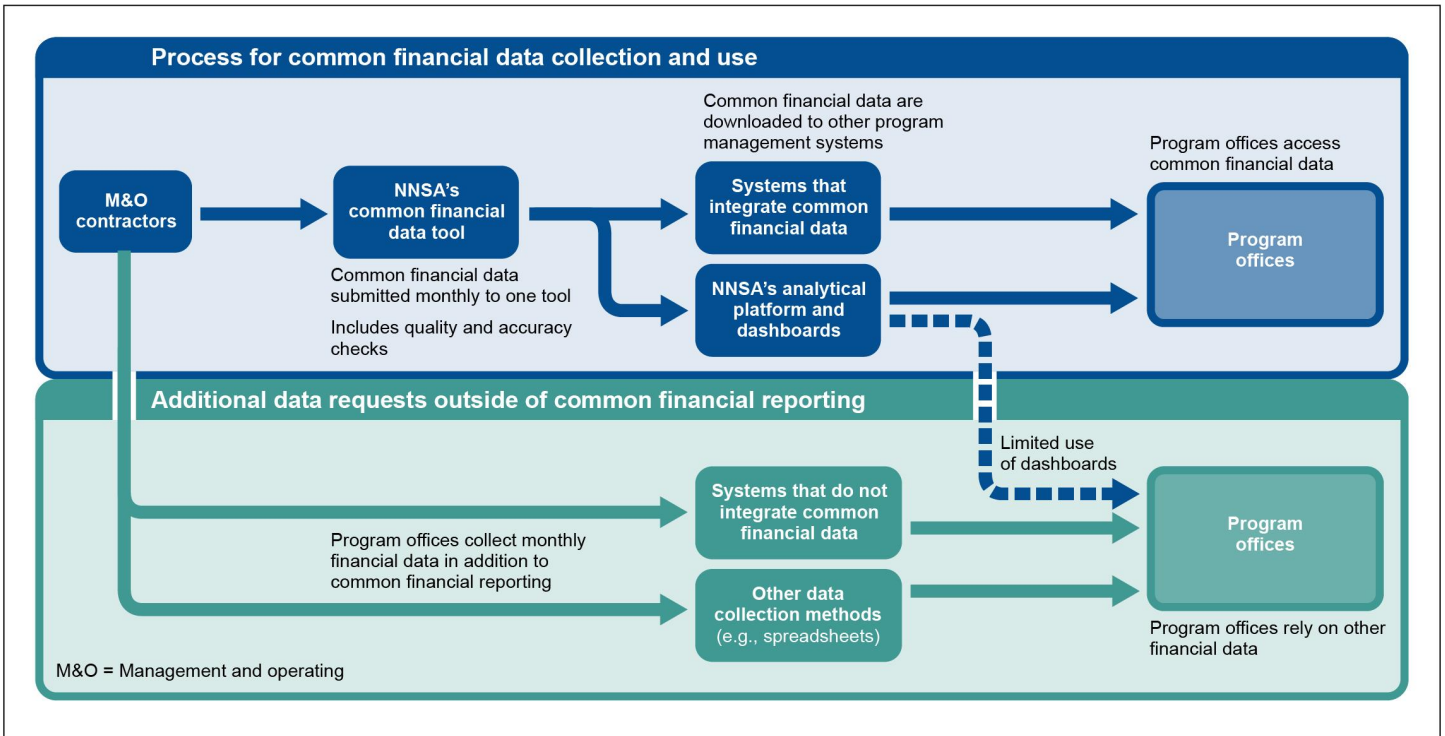 Process for common financial data collection and use
Common financial data are
downloaded to other program
management systems
Program offices access
common financial data
M&O
contractors
NNSA’s
common financial
data tool
Systems that
integrate common
financial data
Program
offices
Common financial data
submitted monthly to one tool
Includes quality and accuracy
checks
NNSA’s analytical
platform and
dashboards
Additional data requests outside of common financial reporting
Limited use
of dashboards
Systems that do not
integrate common
financial data
Program
offices
Program offices collect monthly
financial data in addition to
common financial reporting
Other data
collection methods
(e.g., spreadsheets)
Program offices rely on other
financial data
M&O = Management and operating